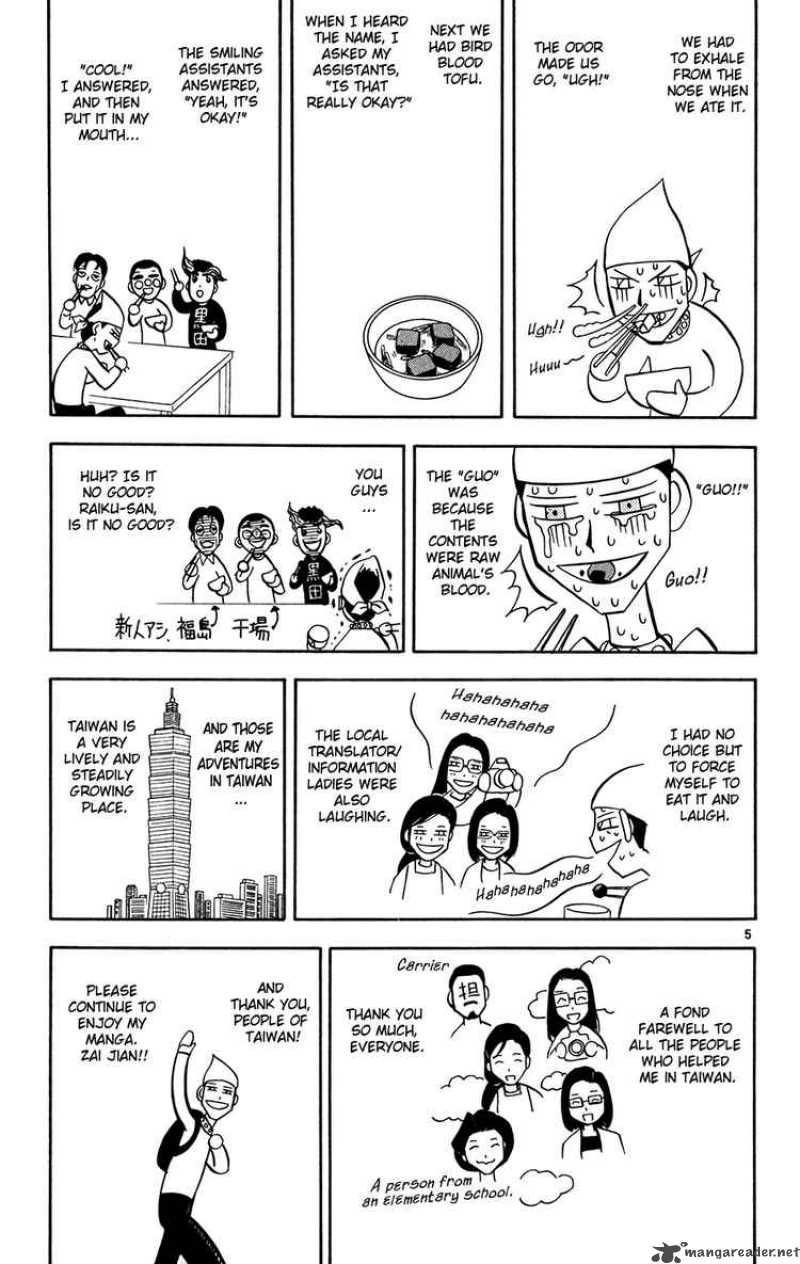 WE HAD
TO EXHALE
FROM THE
NOSE WHEN
WE ATE IT.
THE ODOR
MADE US
GO, "UGH!"
Ugh!!
Huuu~
NEXT WE
HAD BIRD
BLOOD
TOFU.
WHEN I HEARD
THE NAME, I
ASKED MY
ASSISTANTS,
"IS THAT
REALLY OKAY?"
THE SMILING
ASSISTANTS
ANSWERED,
"YEAH, IT'S
OKAY!"
"COOL!"
I ANSWERED,
AND THEN
PUT IT IN MY
MOUTH...
黒田
"GUO!!"
Guo!!
THE "GUO"
WAS
BECAUSE
THE
CONTENTS
WERE RAW
ANIMAL'S
BLOOD.
YOU
GUYS
...
HUH? IS IT
NO GOOD?
RAIKU-SAN,
IS IT NO GOOD?
黒田
新人アシ、福島 干場
I HAD NO
CHOICE BUT
TO FORCE
MYSELF TO
EAT IT AND
LAUGH.
Hahahahaha
hahahahahaha
Hahahahahahaha
THE LOCAL
TRANSLATOR/
INFORMATION
LADIES WERE
ALSO
LAUGHING.
AND THOSE
ARE MY
ADVENTURES
IN TAIWAN
...
TAIWAN IS
A VERY
LIVELY AND
STEADILY
GROWING
PLACE.
5
A FOND
FAREWELL TO
ALL THE PEOPLE
WHO HELPED
ME IN TAIWAN.
Carrier
担
THANK YOU
SO MUCH,
EVERYONE.
A person from
an elementary school.
AND
THANK YOU,
PEOPLE OF
TAIWAN!
PLEASE
CONTINUE TO
ENJOY MY
MANGA.
ZAI JIAN!!
mangareader.net